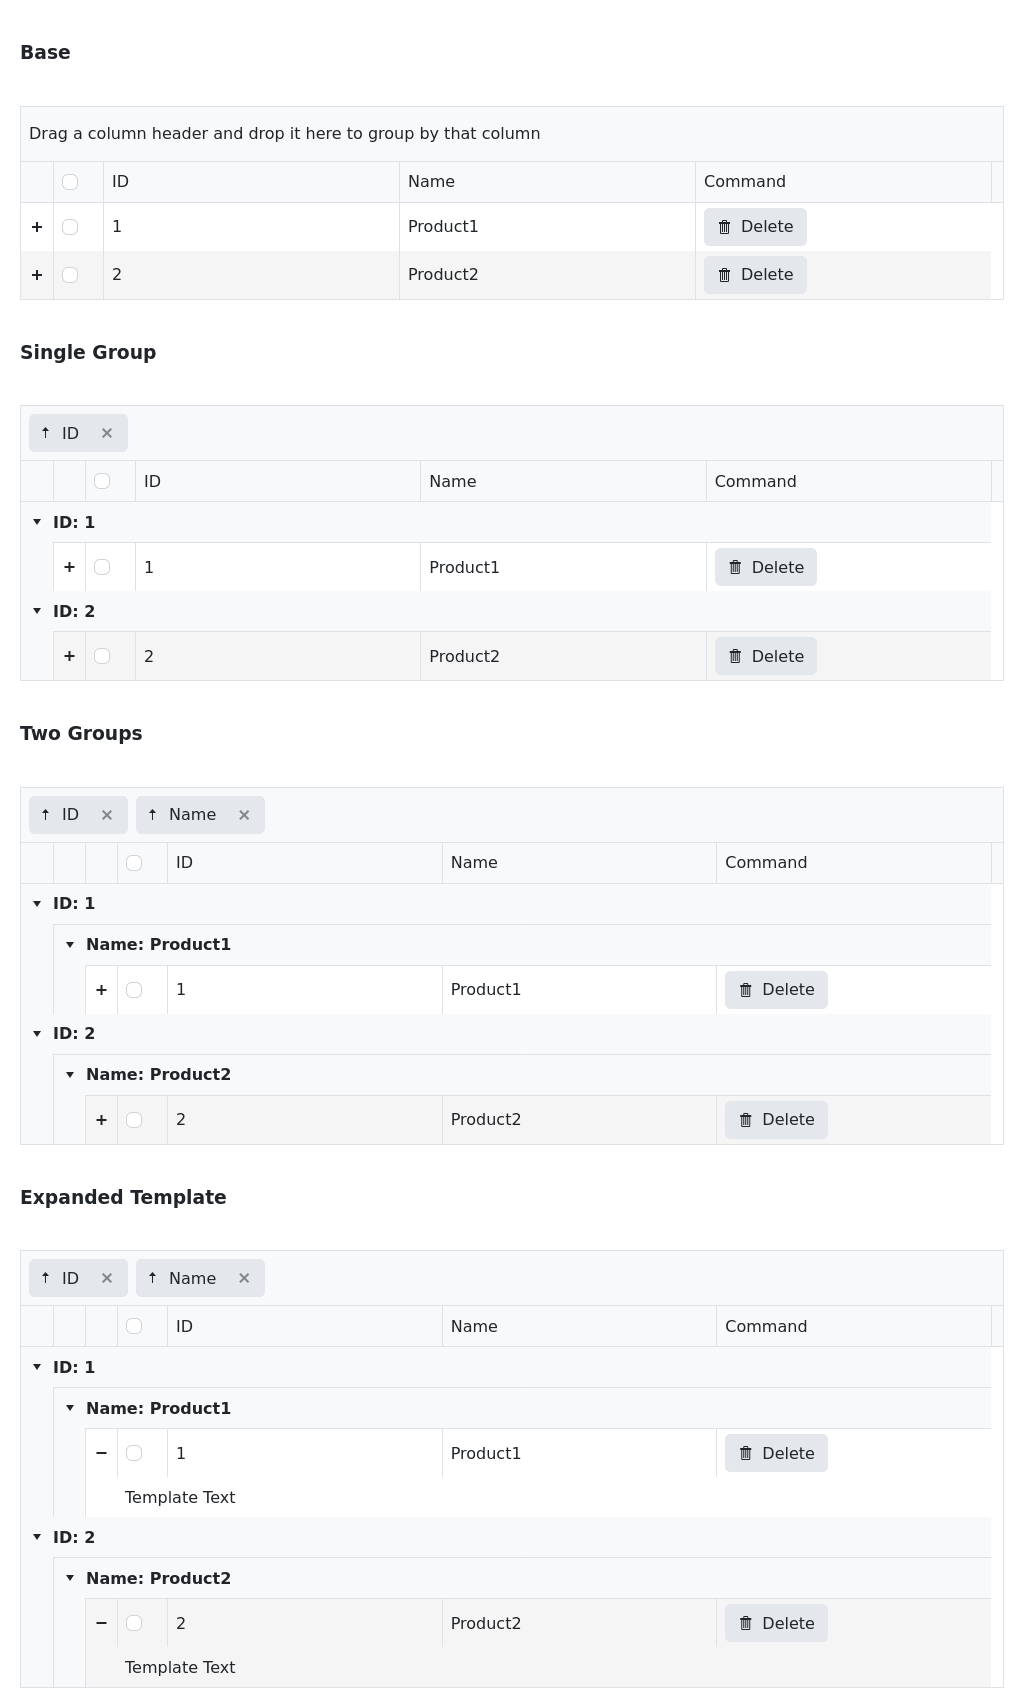 Base
Drag a column header and drop it here to group by that column
ID Name Command
+ 1 Product1 Delete
+ 2 Product2 Delete
Single Group
ID ×
ID Name Command
ID: 1
+ 1 Product1 Delete
ID: 2
+ 2 Product2 Delete
Two Groups
ID × Name ×
ID Name Command
ID: 1
Name: Product1
+ 1 Product1 Delete
ID: 2
Name: Product2
+ 2 Product2 Delete
Expanded Template
ID × Name ×
ID Name Command
ID: 1
Name: Product1
− 1 Product1 Delete
Template Text
ID: 2
Name: Product2
− 2 Product2 Delete
Template Text